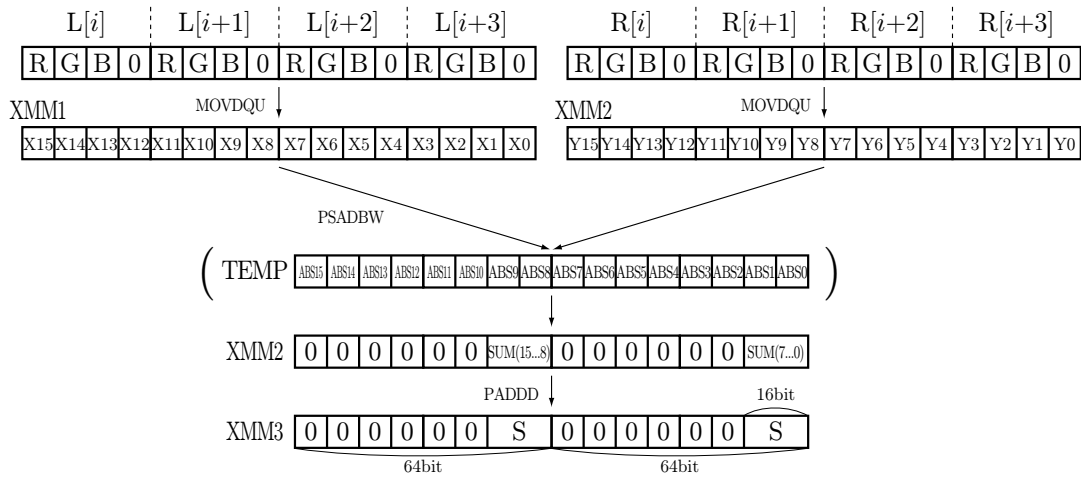 L[i] L[i+1] L[i+2] L[i+3] R[i] R[i+1] R[i+2] R[i+3]
R G B 0 R G B 0 R G B 0 R G B 0 R G B 0 R G B 0 R G B 0 R G B 0
MOVDQU MOVDQU
XMM1 XMM2
X15 X14 X13 X12 X11 X10 X9 X8 X7 X6 X5 X4 X3 X2 X1 X0 Y15 Y14 Y13 Y12 Y11 Y10 Y9 Y8 Y7 Y6 Y5 Y4 Y3 Y2 Y1 Y0
PSADBW
( TEMP ABS15 ABS14 ABS13 ABS12 ABS11 ABS10 ABS9 ABS8 ABS7 ABS6 ABS5 ABS4 ABS3 ABS2 ABS1 ABS0 )
XMM2 0 0 0 0 0 0 SUM(15...8) 0 0 0 0 0 0 SUM(7...0)
PADDD 16bit
XMM3 0 0 0 0 0 0 S 0 0 0 0 0 0 S
64bit 64bit